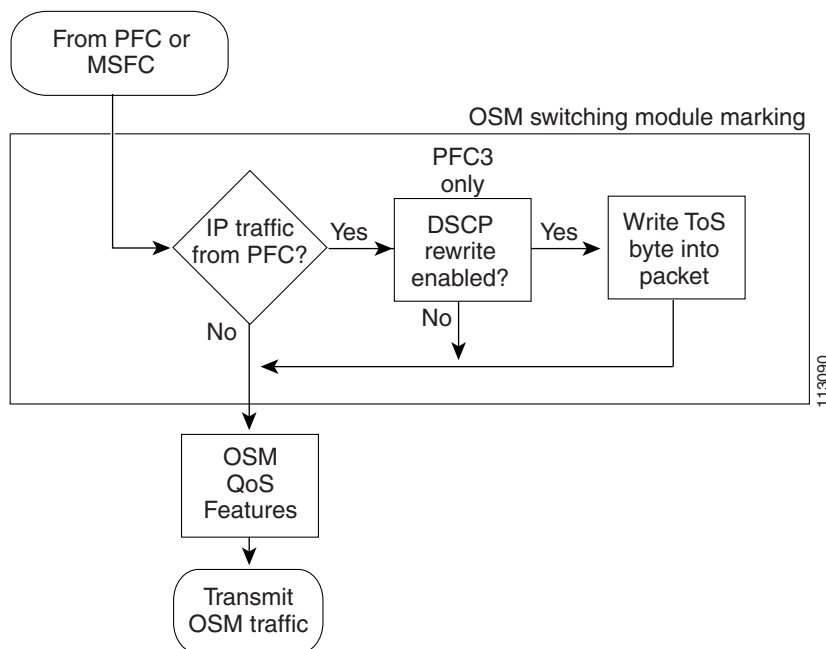 From PFC or
MSFC
OSM switching module marking
PFC3
only
IP traffic
from PFC?
Yes
DSCP
rewrite
enabled?
Yes
Write ToS
byte into
packet
No
No
113090
OSM
QoS
Features
Transmit
OSM traffic